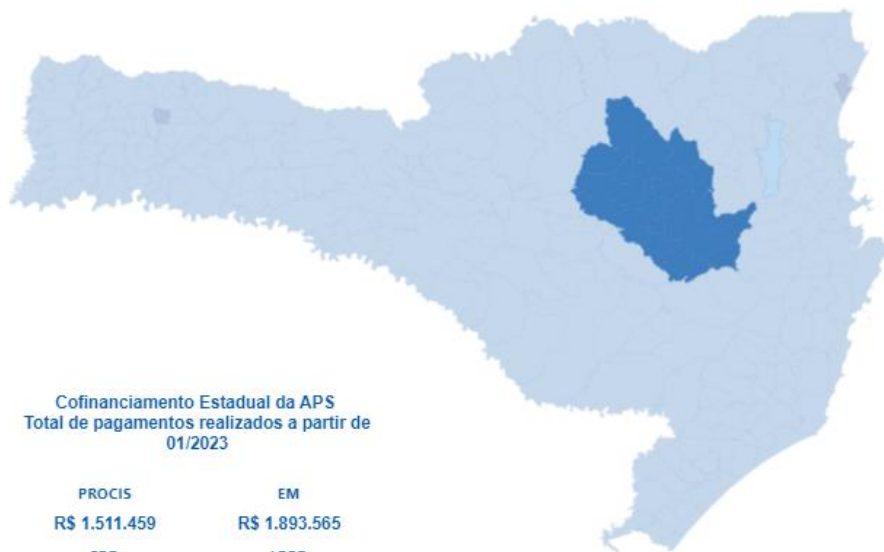 Cofinanciamento Estadual da APS
Total de pagamentos realizados a partir de
01/2023
PROCIS EM
R$ 1.511.459 R$ 1.893.565